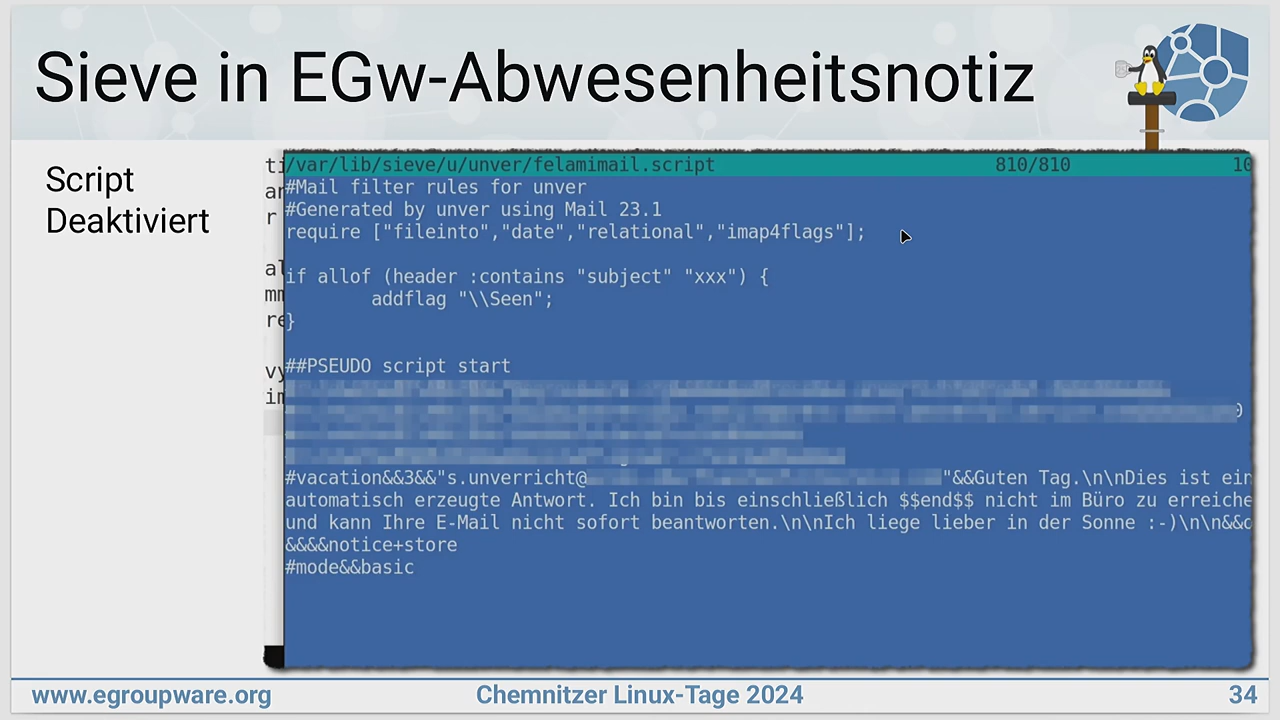 Sieve in EGw-Abwesenheitsnotiz
Script
Deaktiviert
/var/lib/sieve/u/unver/felamimail.script 810/810 10
#Mail filter rules for unver
#Generated by unver using Mail 23.1
require ["fileinto","date","relational","imap4flags"];
if allof (header :contains "subject" "xxx") {
addflag "\\Seen";
}
##PSEUDO script start
#vacation&&3&&"s.unverricht@ "&&Guten Tag.\n\nDies ist ein
automatisch erzeugte Antwort. Ich bin bis einschließlich $$end$$ nicht im Büro zu erreiche
und kann Ihre E-Mail nicht sofort beantworten.\n\nIch liege lieber in der Sonne :-)\n\n&&
&&&&notice+store
#mode&&basic
www.egroupware.org Chemnitzer Linux-Tage 2024 34